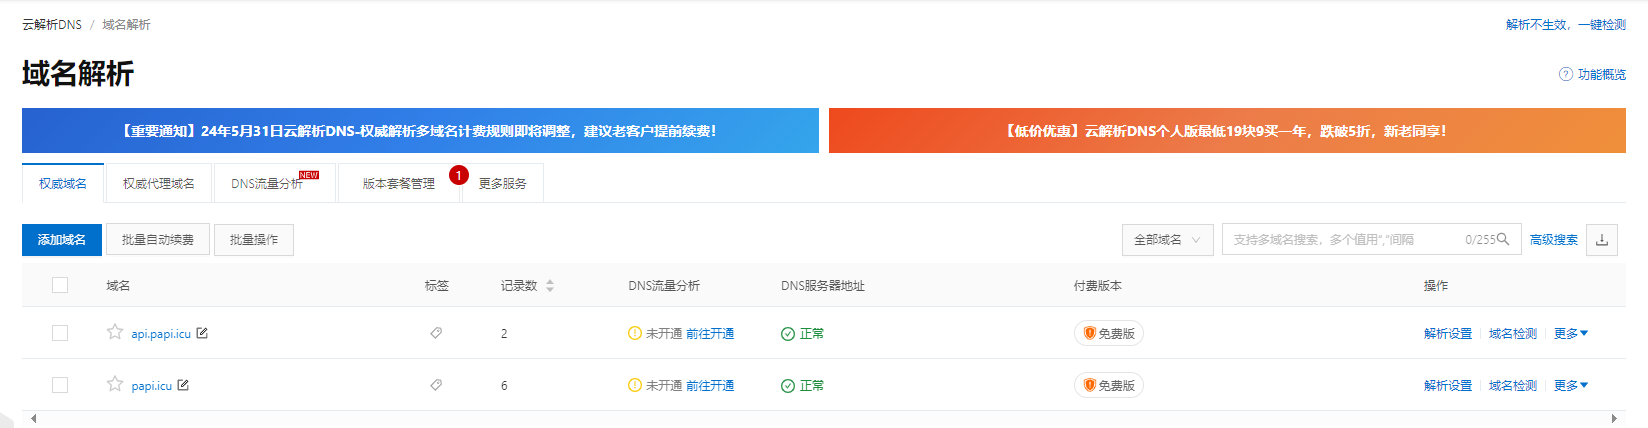 云解析DNS / 域名解析
解析不生效，一键检测
域名解析
功能概览
【重要通知】24年5月31日云解析DNS-权威解析多域名计费规则即将调整，建议老客户提前续费！
【低价优惠】云解析DNS个人版最低19块9买一年，跌破5折，新老同享！
权威域名 权威代理域名 DNS流量分析 NEW 版本套餐管理 1 更多服务
添加域名 批量自动续费 批量操作 全部域名 支持多域名搜索，多个值用","间隔 0/255 高级搜索
域名 标签 记录数 DNS流量分析 DNS服务器地址 付费版本 操作
api.papi.icu 2 未开通 前往开通 正常 免费版 解析设置 域名检测 更多
papi.icu 6 未开通 前往开通 正常 免费版 解析设置 域名检测 更多